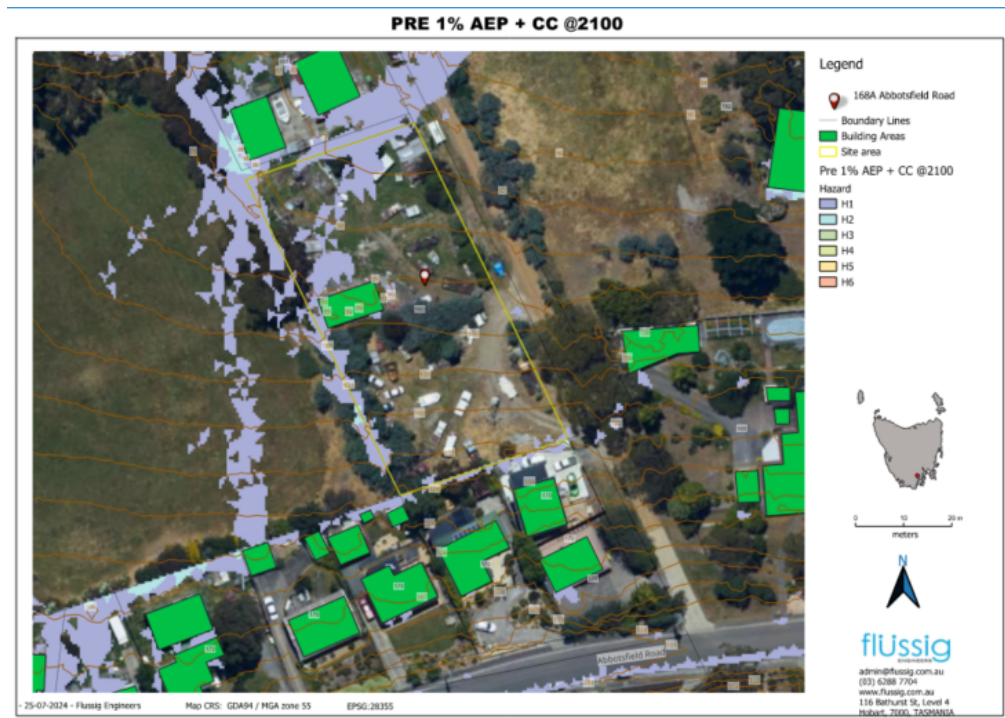 PRE 1% AEP + CC @2100
Legend
168A Abbotsfield Road
Boundary Lines
Building Areas
Site area
Pre 1% AEP + CC @2100
Hazard
H1
H2
H3
H4
H5
H6
0 10 20 m
meters
N
flüssig
ENGINEERS
admin@flussig.com.au
(03) 6288 7704
www.flussig.com.au
116 Bathurst St, Level 4
Hobart, 7000, TASMANIA
Abbotsfield Road
- 25-07-2024 - Flussig Engineers Map CRS: GDA94 / MGA zone 55 EPSG:28355